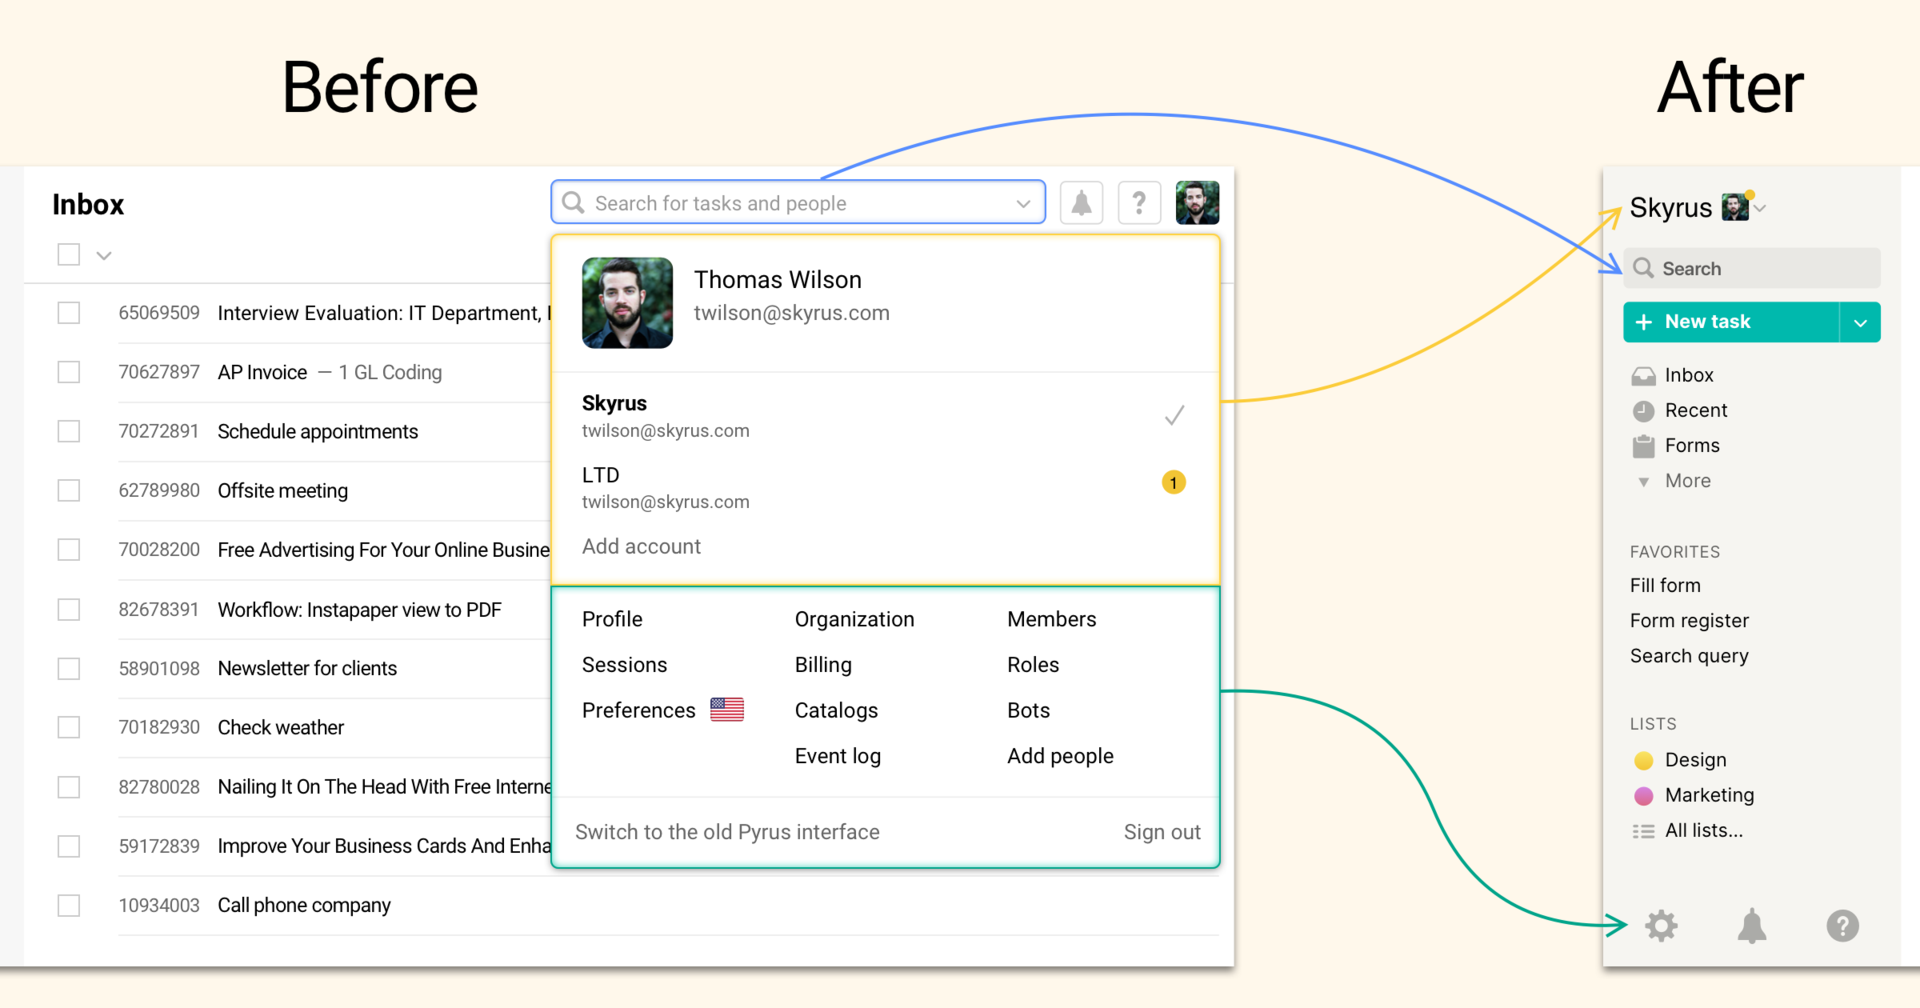 Before
After
Inbox
Search for tasks and people
?
65069509 Interview Evaluation: IT Department,
70627897 AP Invoice — 1 GL Coding
70272891 Schedule appointments
62789980 Offsite meeting
70028200 Free Advertising For Your Online Busine
82678391 Workflow: Instapaper view to PDF
58901098 Newsletter for clients
70182930 Check weather
82780028 Nailing It On The Head With Free Interne
59172839 Improve Your Business Cards And Enha
10934003 Call phone company
Thomas Wilson
twilson@skyrus.com
Skyrus
twilson@skyrus.com
LTD
1
twilson@skyrus.com
Add account
Profile Organization Members
Sessions Billing Roles
Preferences Catalogs Bots
Event log Add people
Switch to the old Pyrus interface Sign out
Skyrus
Search
+ New task
Inbox
Recent
Forms
More
FAVORITES
Fill form
Form register
Search query
LISTS
Design
Marketing
All lists...
?